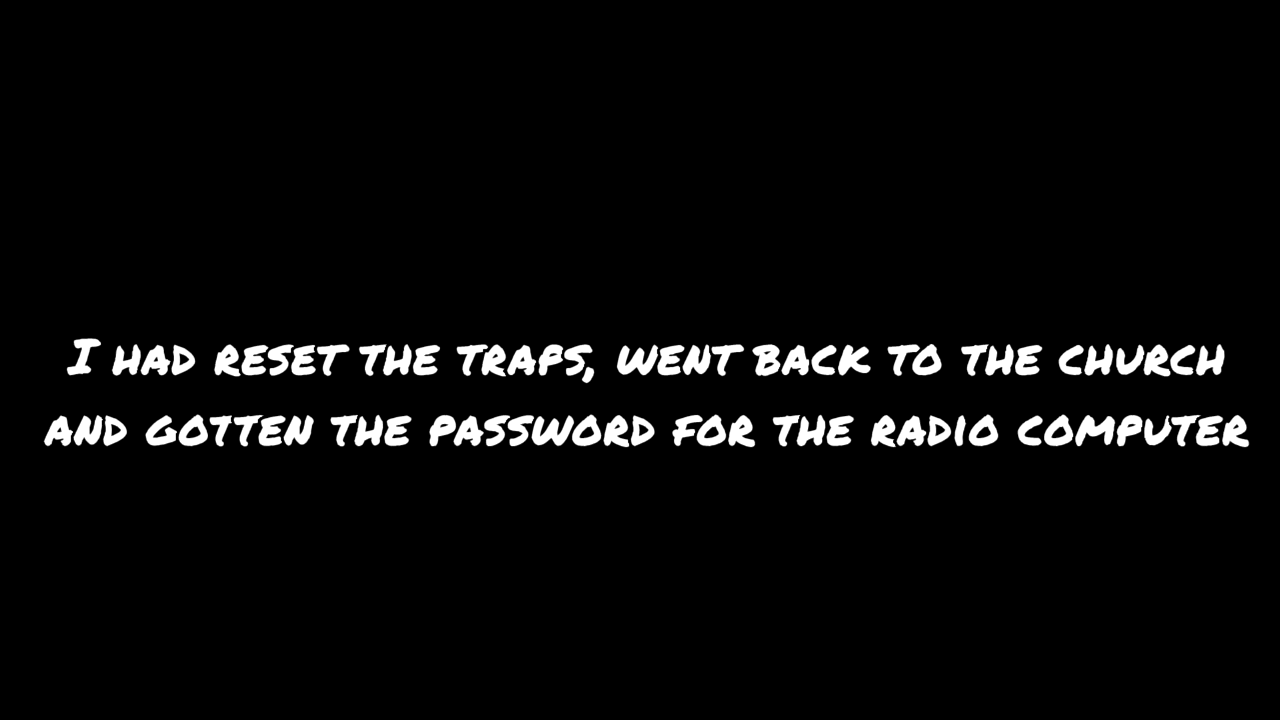 I HAD RESET THE TRAPS, WENT BACK TO THE CHURCH
AND GOTTEN THE PASSWORD FOR THE RADIO COMPUTER